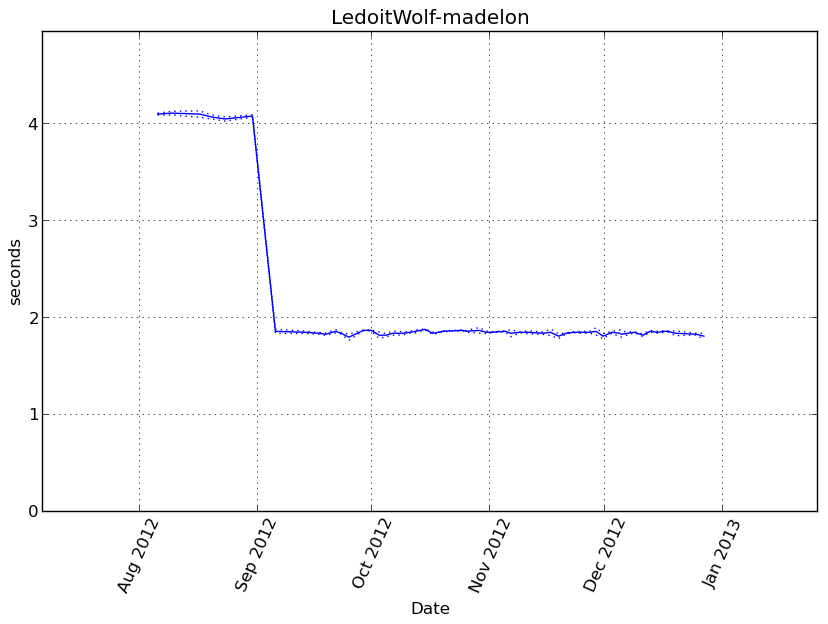 LedoitWolf-madelon
seconds
4
3
2
1
0
Aug 2012
Sep 2012
Oct 2012
Nov 2012
Dec 2012
Jan 2013
Date